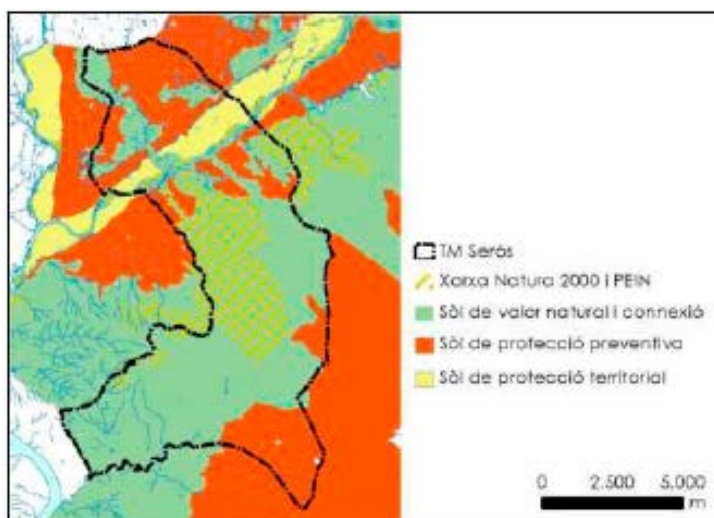 TM Seròs
Xarxa Natura 2000 i PEIN
Sòl de valor natural i connexió
Sòl de protecció preventiva
Sòl de protecció territorial
0 2.500 5.000
m